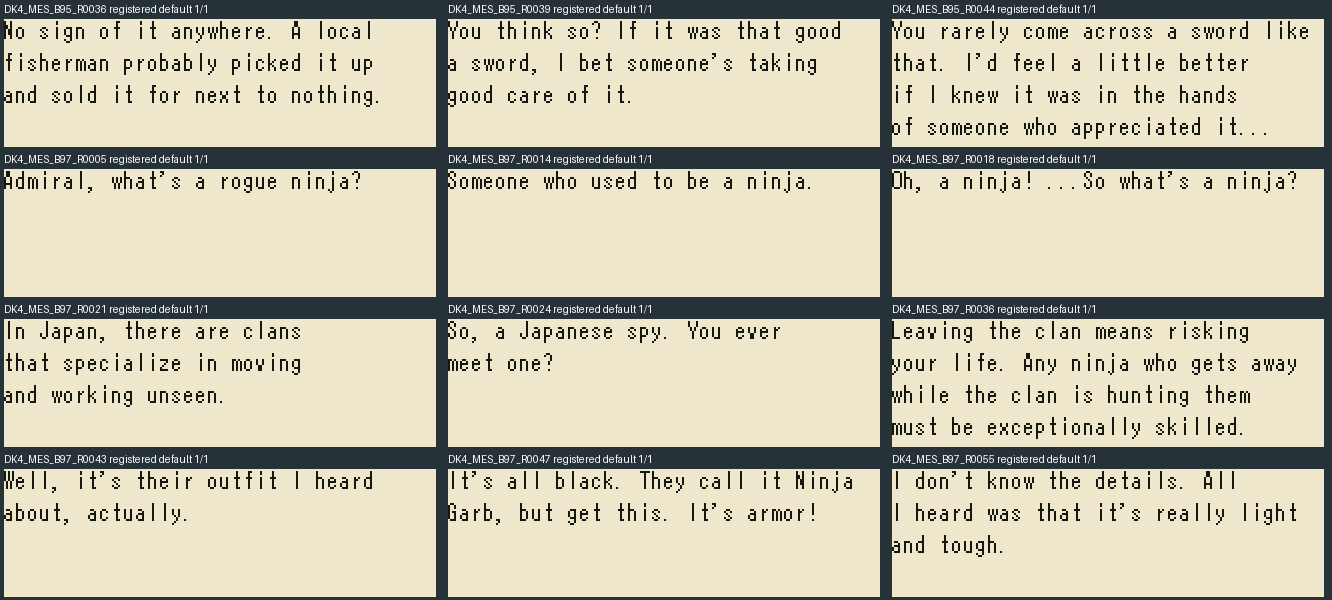 DK4_MES_B95_R0036 registered default 1/1
No sign of it anywhere. A local
fisherman probably picked it up
and sold it for next to nothing.
DK4_MES_B95_R0039 registered default 1/1
You think so? If it was that good
a sword, I bet someone's taking
good care of it.
DK4_MES_B95_R0044 registered default 1/1
You rarely come across a sword like
that. I'd feel a little better
if I knew it was in the hands
of someone who appreciated it...
DK4_MES_B97_R0005 registered default 1/1
Admiral, what's a rogue ninja?
DK4_MES_B97_R0014 registered default 1/1
Someone who used to be a ninja.
DK4_MES_B97_R0018 registered default 1/1
Oh, a ninja! ...So what's a ninja?
DK4_MES_B97_R0021 registered default 1/1
In Japan, there are clans
that specialize in moving
and working unseen.
DK4_MES_B97_R0024 registered default 1/1
So, a Japanese spy. You ever
meet one?
DK4_MES_B97_R0036 registered default 1/1
Leaving the clan means risking
your life. Any ninja who gets away
while the clan is hunting them
must be exceptionally skilled.
DK4_MES_B97_R0043 registered default 1/1
Well, it's their outfit I heard
about, actually.
DK4_MES_B97_R0047 registered default 1/1
It's all black. They call it Ninja
Garb, but get this. It's armor!
DK4_MES_B97_R0055 registered default 1/1
I don't know the details. All
I heard was that it's really light
and tough.